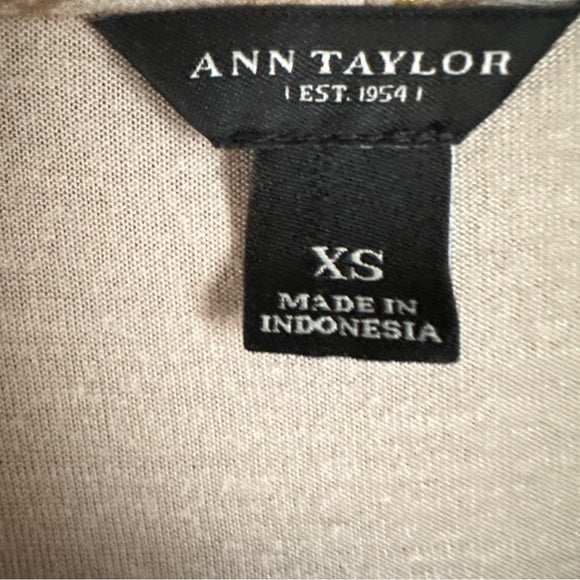 ANN TAYLOR
| EST. 1954 |
XS
MADE IN
INDONESIA